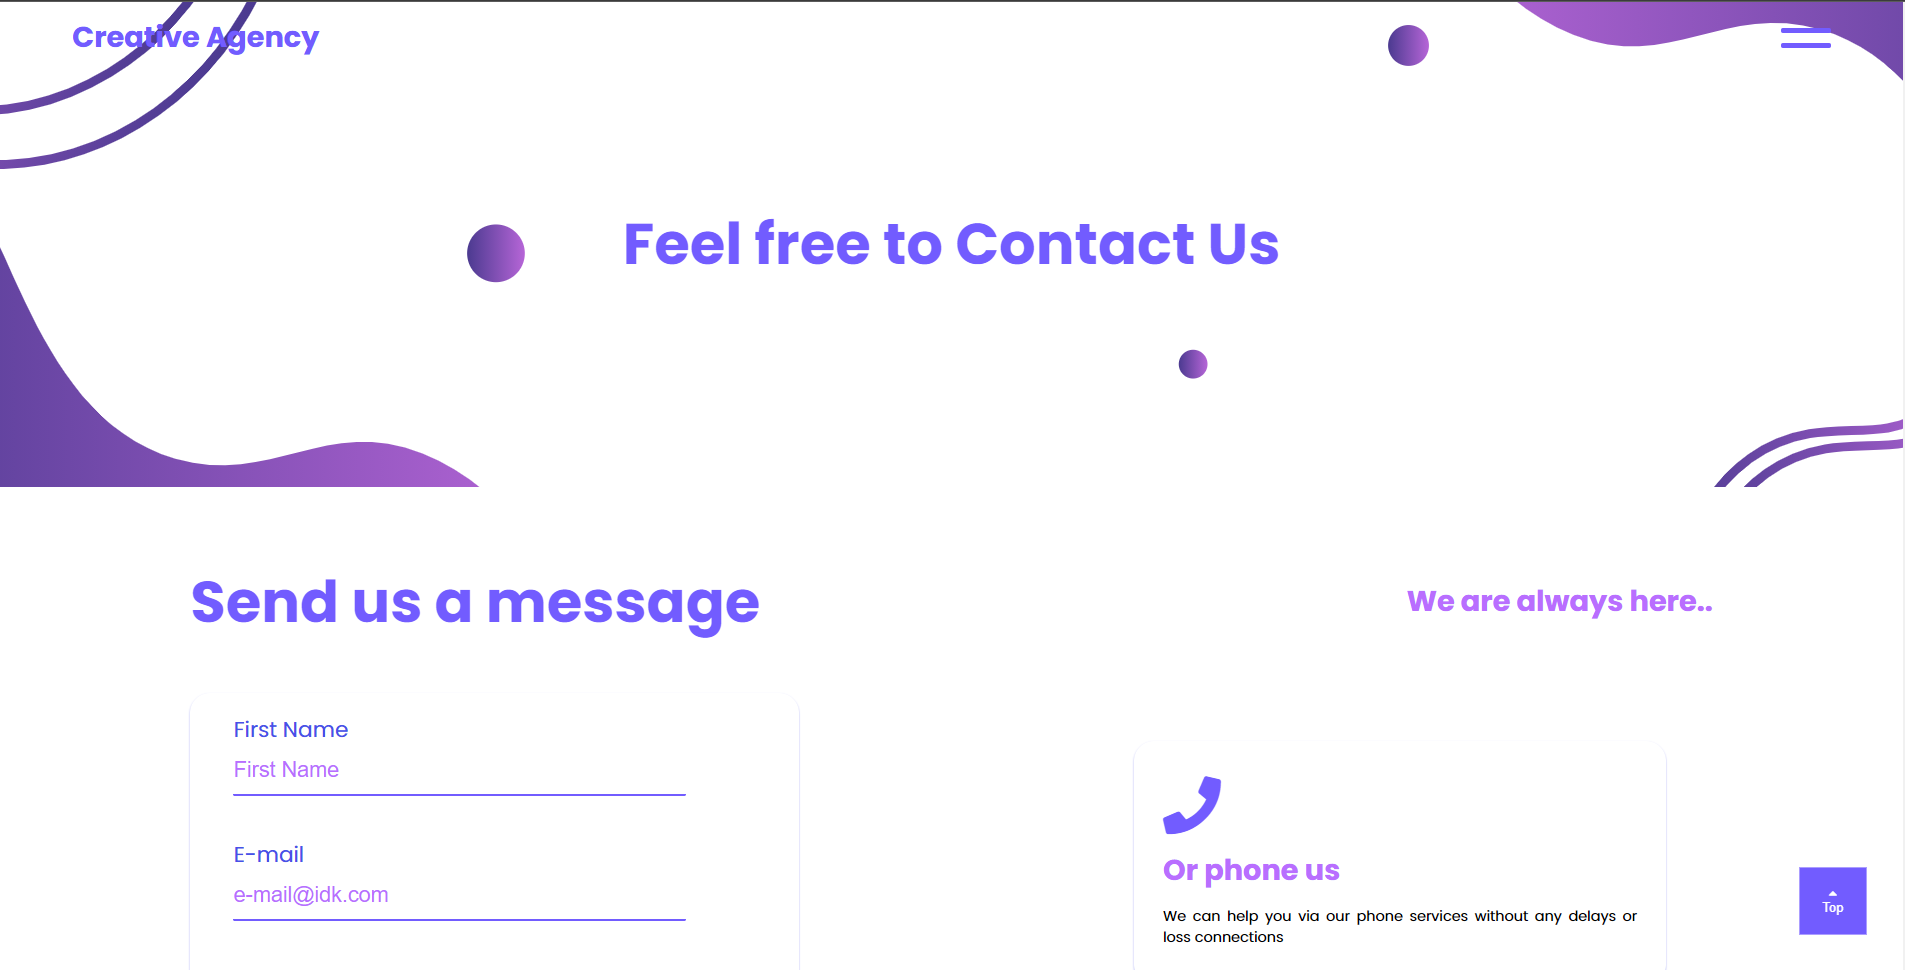 Creative Agency
Feel free to Contact Us
Send us a message
We are always here..
First Name
First Name
E-mail
e-mail@idk.com
Or phone us
We can help you via our phone services without any delays or
loss connections
Top